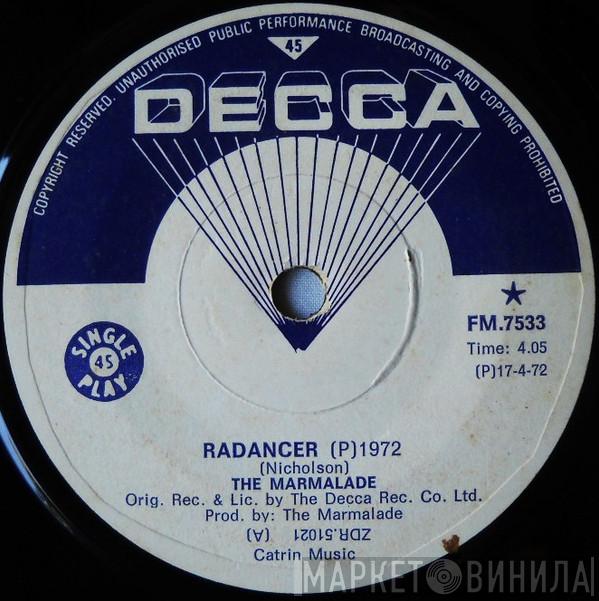 COPYRIGHT RESERVED. UNAUTHORISED PUBLIC PERFORMANCE BROADCASTING AND COPYING PROHIBITED
45
DECCA
FM.7533
Time: 4.05
(P)17-4-72
SINGLE
45
PLAY
RADANCER (P)1972
(Nicholson)
THE MARMALADE
Orig. Rec. & Lic. by The Decca Rec. Co. Ltd.
Prod. by: The Marmalade
ZDR.51021 (A)
Catrin Music
МАРКЕТ ВИНИЛА